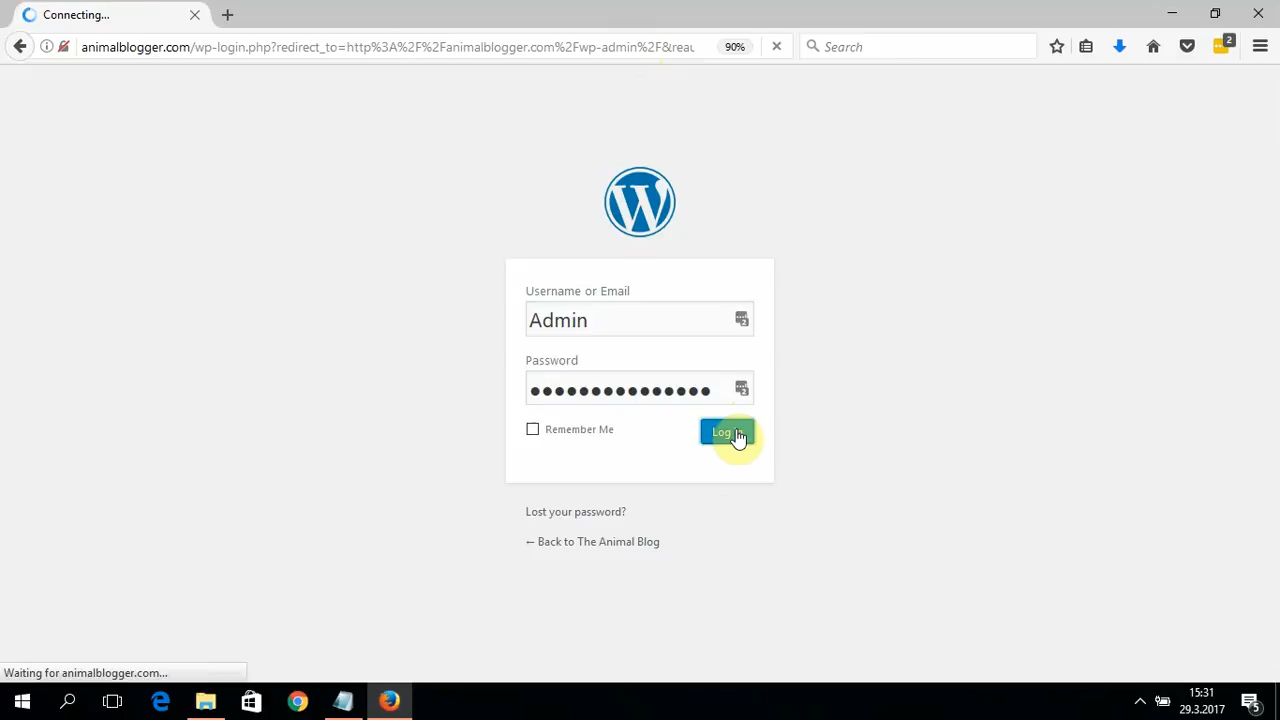 Connecting...
animalblogger.com/wp-login.php?redirect_to=http%3A%2F%2Fanimalblogger.com%2Fwp-admin%2F&reau
90%
Search
2
Username or Email
Admin
Password
Remember Me
Log In
Lost your password?
← Back to The Animal Blog
Waiting for animalblogger.com...
15:31
29.3.2017
5